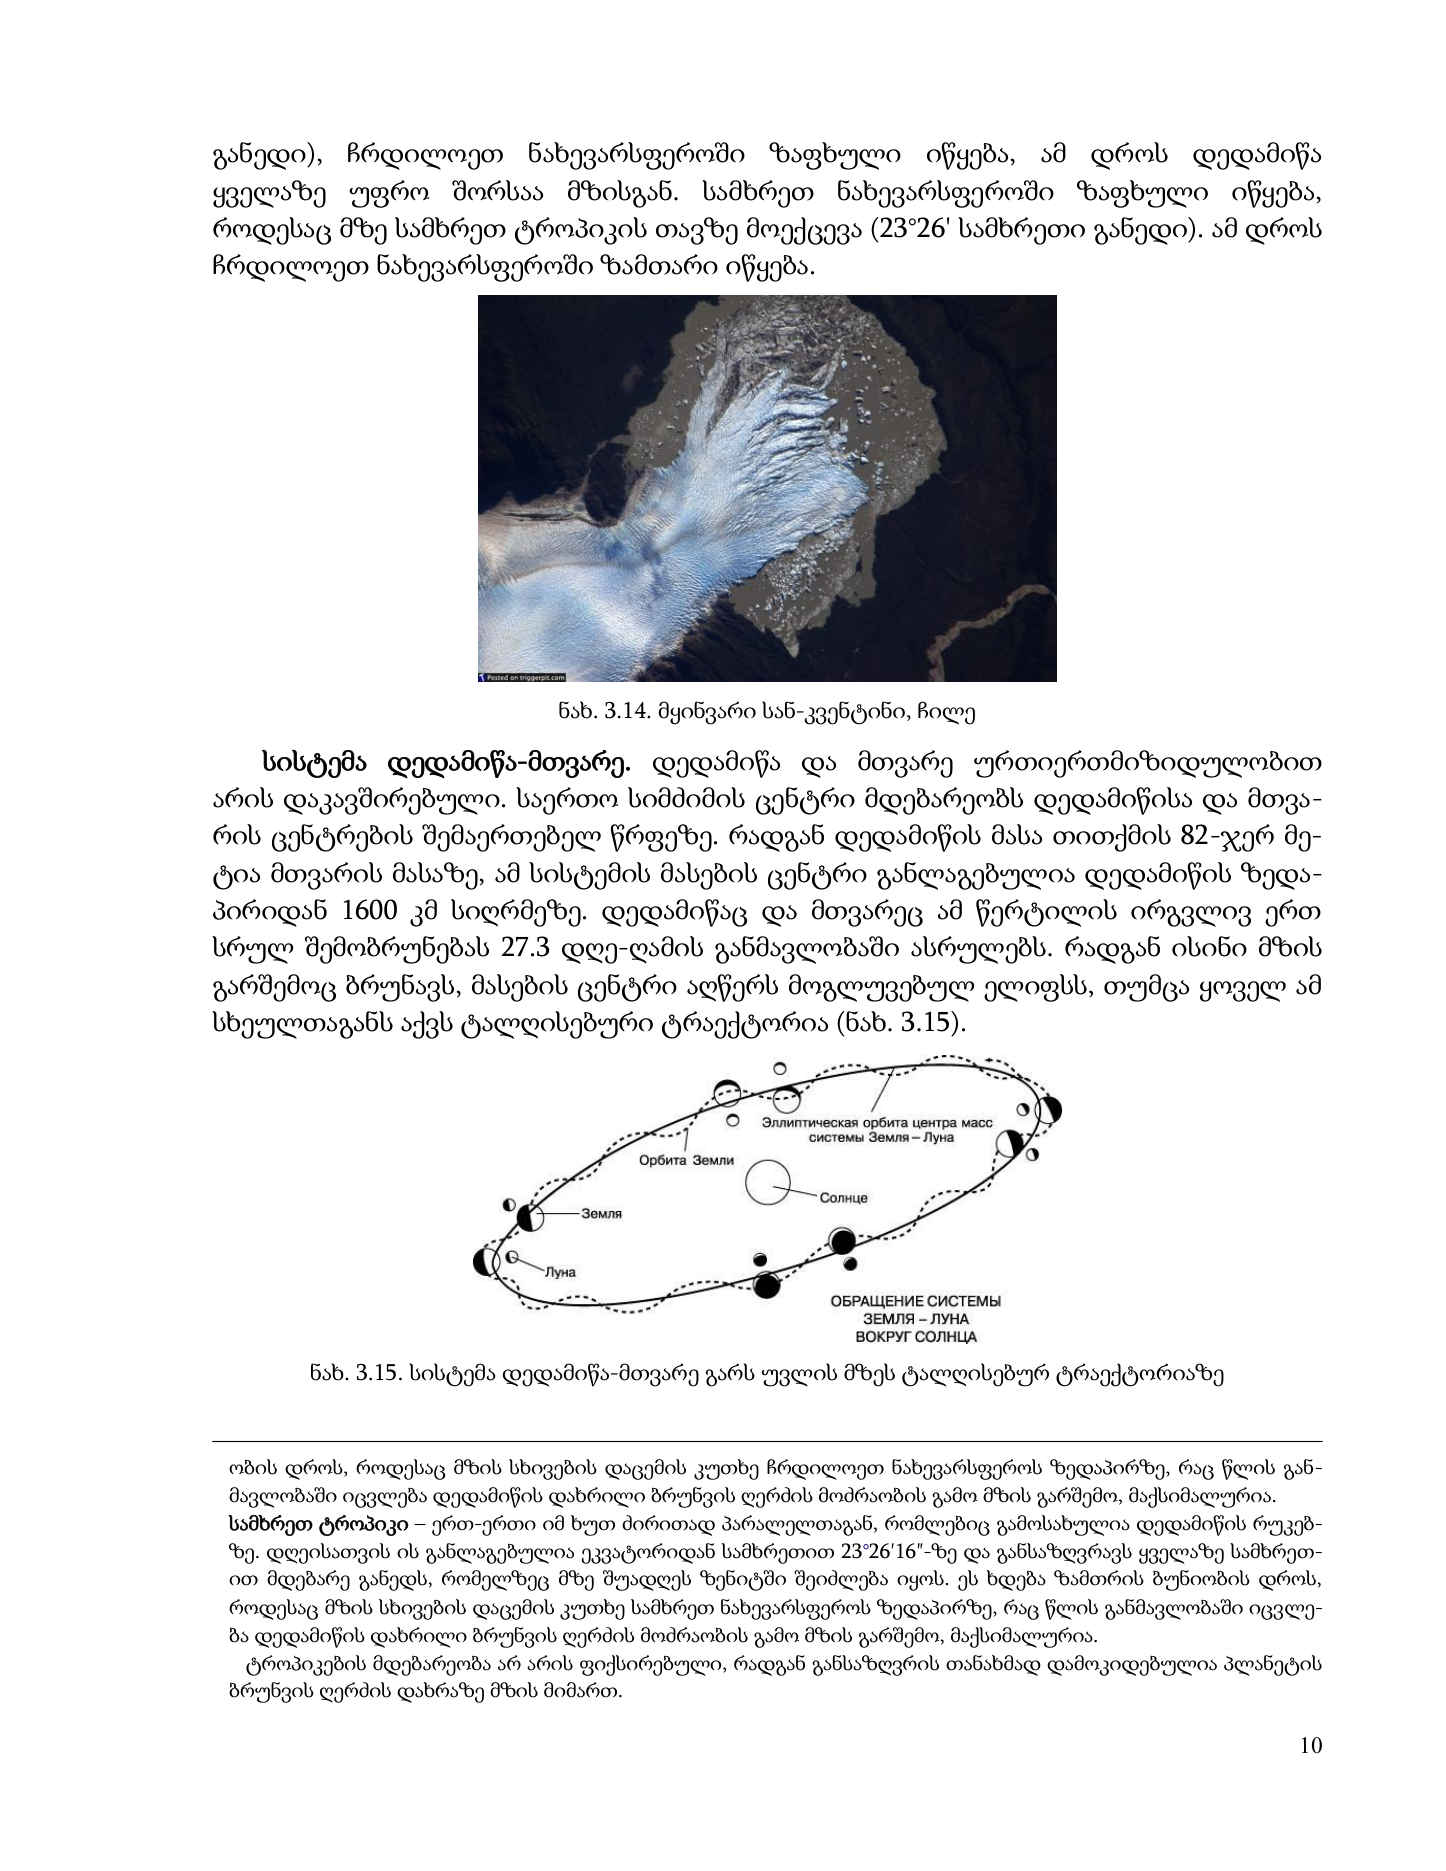 განედი), ჩრდილოეთ ნახევარსფეროში ზაფხული იწყება, ამ დროს დედამიწა
ყველაზე უფრო შორსაა მზისგან. სამხრეთ ნახევარსფეროში ზაფხული იწყება,
როდესაც მზე სამხრეთ ტროპიკის თავზე მოექცევა (23°26' სამხრეთი განედი). ამ დროს
ჩრდილოეთ ნახევარსფეროში ზამთარი იწყება.
Posted on triggerpit.com
ნახ. 3.14. მყინვარი სან-კვენტინი, ჩილე
სისტემა დედამიწა-მთვარე. დედამიწა და მთვარე ურთიერთმიზიდულობით
არის დაკავშირებული. საერთო სიმძიმის ცენტრი მდებარეობს დედამიწისა და მთვა-
რის ცენტრების შემაერთებელ წრფეზე. რადგან დედამიწის მასა თითქმის 82-ჯერ მე-
ტია მთვარის მასაზე, ამ სისტემის მასების ცენტრი განლაგებულია დედამიწის ზედა-
პირიდან 1600 კმ სიღრმეზე. დედამიწაც და მთვარეც ამ წერტილის ირგვლივ ერთ
სრულ შემობრუნებას 27.3 დღე-ღამის განმავლობაში ასრულებს. რადგან ისინი მზის
გარშემოც ბრუნავს, მასების ცენტრი აღწერს მოგლუვებულ ელიფსს, თუმცა ყოველ ამ
სხეულთაგანს აქვს ტალღისებური ტრაექტორია (ნახ. 3.15).
Эллиптическая орбита центра масс
системы Земля – Луна
Орбита Земли
Солнце
Земля
Луна
ОБРАЩЕНИЕ СИСТЕМЫ
ЗЕМЛЯ – ЛУНА
ВОКРУГ СОЛНЦА
ნახ. 3.15. სისტემა დედამიწა-მთვარე გარს უვლის მზეს ტალღისებურ ტრაექტორიაზე
ობის დროს, როდესაც მზის სხივების დაცემის კუთხე ჩრდილოეთ ნახევარსფეროს ზედაპირზე, რაც წლის გან-
მავლობაში იცვლება დედამიწის დახრილი ბრუნვის ღერძის მოძრაობის გამო მზის გარშემო, მაქსიმალურია.
სამხრეთ ტროპიკი – ერთ-ერთი იმ ხუთ ძირითად პარალელთაგან, რომლებიც გამოსახულია დედამიწის რუკებ-
ზე. დღეისათვის ის განლაგებულია ეკვატორიდან სამხრეთით 23°26'16"-ზე და განსაზღვრავს ყველაზე სამხრეთ-
ით მდებარე განედს, რომელზეც მზე შუადღეს ზენიტში შეიძლება იყოს. ეს ხდება ზამთრის ბუნიობის დროს,
როდესაც მზის სხივების დაცემის კუთხე სამხრეთ ნახევარსფეროს ზედაპირზე, რაც წლის განმავლობაში იცვლე-
ბა დედამიწის დახრილი ბრუნვის ღერძის მოძრაობის გამო მზის გარშემო, მაქსიმალურია.
ტროპიკების მდებარეობა არ არის ფიქსირებული, რადგან განსაზღვრის თანახმად დამოკიდებულია პლანეტის
ბრუნვის ღერძის დახრაზე მზის მიმართ.
10